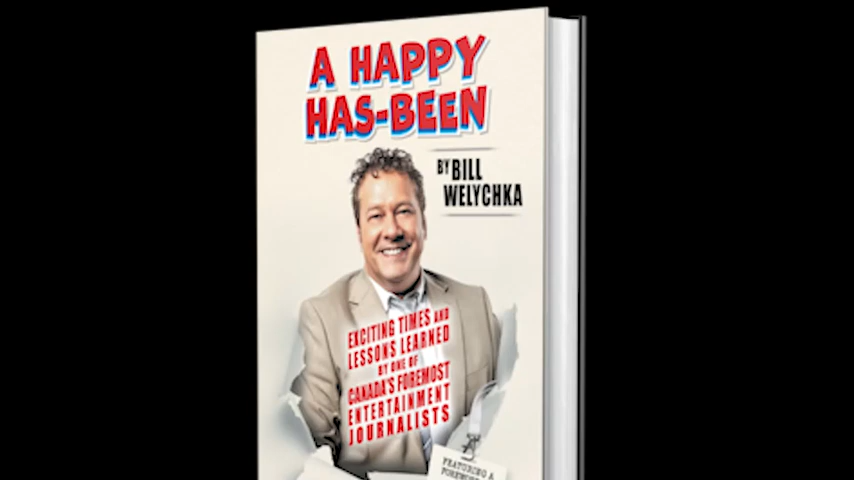 A HAPPY
HAS-BEEN
BY BILL
WELYCHKA
EXCITING TIMES AND
LESSONS LEARNED
BY ONE OF
CANADA'S FOREMOST
ENTERTAINMENT
JOURNALISTS
FEATURING A